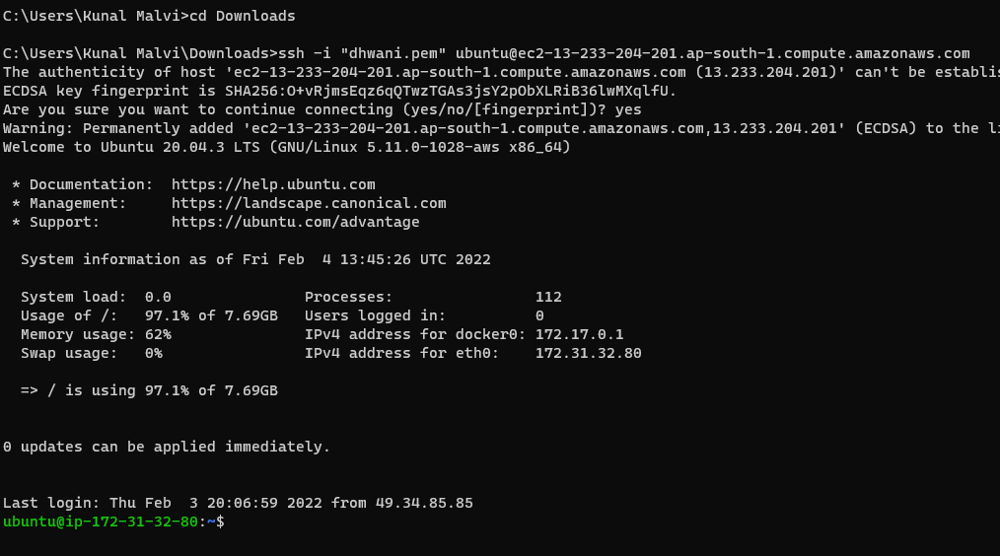 C:\Users\Kunal Malvi>cd Downloads
C:\Users\Kunal Malvi\Downloads>ssh -i "dhwani.pem" ubuntu@ec2-13-233-204-201.ap-south-1.compute.amazonaws.com
The authenticity of host 'ec2-13-233-204-201.ap-south-1.compute.amazonaws.com (13.233.204.201)' can't be establis
ECDSA key fingerprint is SHA256:O+vRjmsEqz6qQTwzTGAs3jsY2pObXLRiB36lwMXqlfU.
Are you sure you want to continue connecting (yes/no/[fingerprint])? yes
Warning: Permanently added 'ec2-13-233-204-201.ap-south-1.compute.amazonaws.com,13.233.204.201' (ECDSA) to the li
Welcome to Ubuntu 20.04.3 LTS (GNU/Linux 5.11.0-1028-aws x86_64)
* Documentation:  https://help.ubuntu.com
* Management:     https://landscape.canonical.com
* Support:        https://ubuntu.com/advantage
System information as of Fri Feb  4 13:45:26 UTC 2022
System load:  0.0               Processes:                112
Usage of /:   97.1% of 7.69GB   Users logged in:          0
Memory usage: 62%               IPv4 address for docker0: 172.17.0.1
Swap usage:   0%                IPv4 address for eth0:    172.31.32.80
=> / is using 97.1% of 7.69GB
0 updates can be applied immediately.
Last login: Thu Feb  3 20:06:59 2022 from 49.34.85.85
ubuntu@ip-172-31-32-80:~$